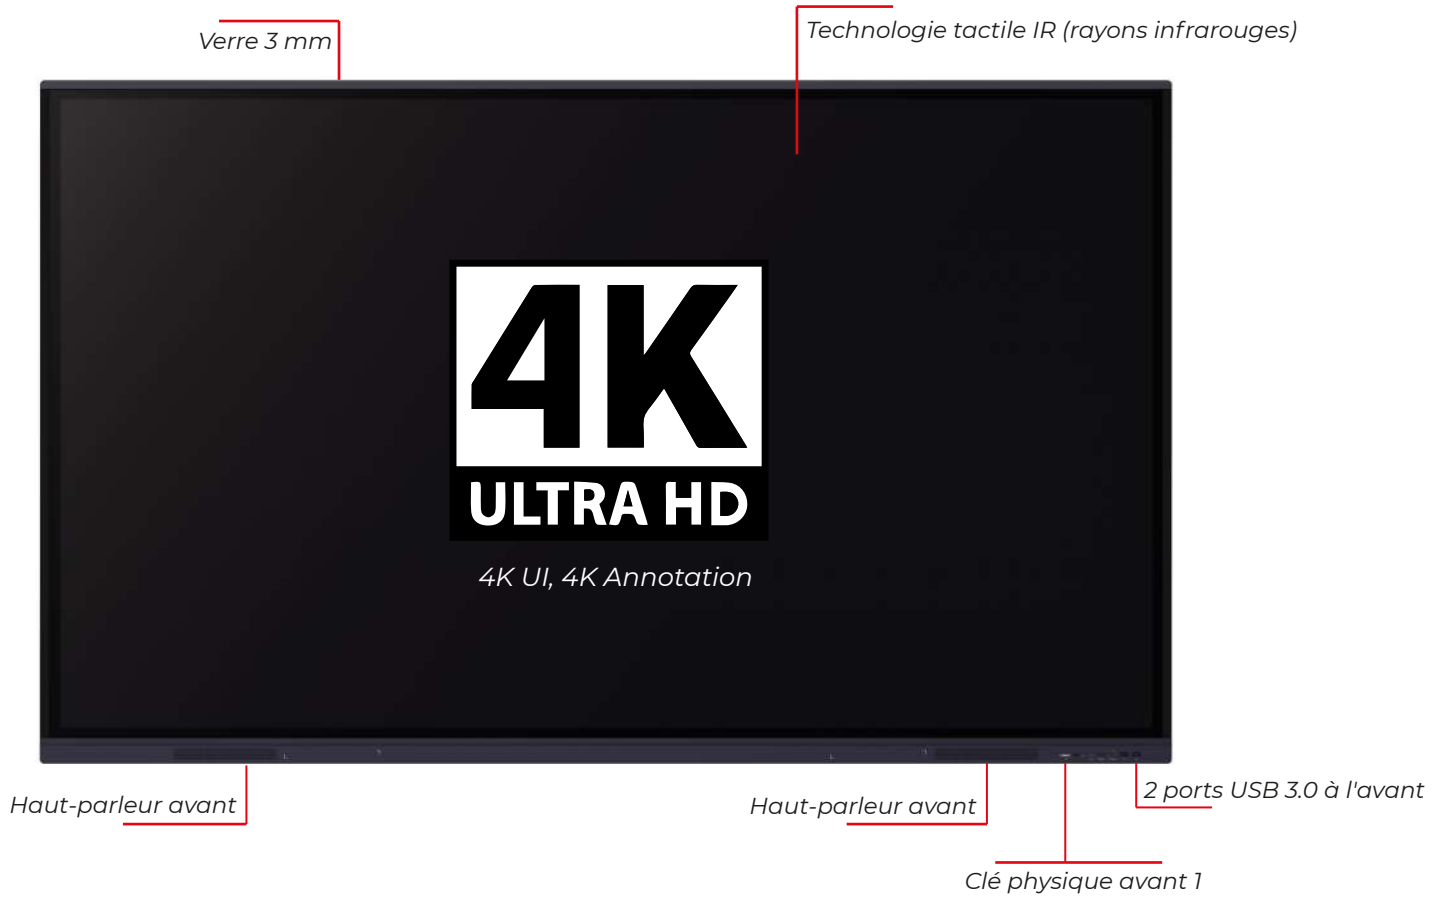 Technologie tactile IR (rayons infrarouges)
Verre 3 mm
4K
ULTRA HD
4K UI, 4K Annotation
2 ports USB 3.0 à l'avant
Haut-parleur avant
Haut-parleur avant
Clé physique avant 1